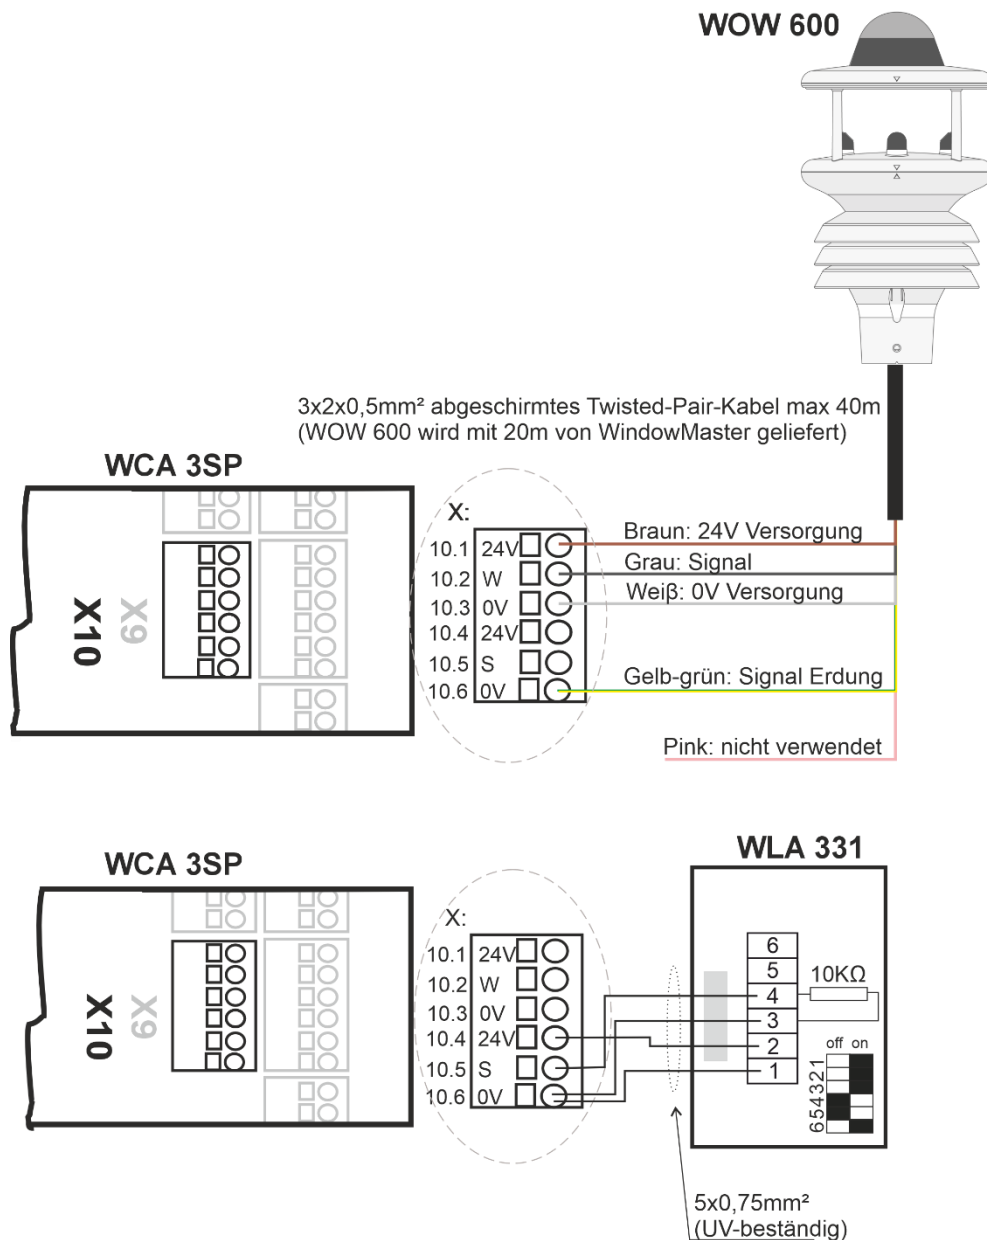 WOW 600
3x2x0,5mm² abgeschirmtes Twisted-Pair-Kabel max 40m
(WOW 600 wird mit 20m von WindowMaster geliefert)
WCA 3SP
X10
X9
X:
10.1 24V
10.2 W
10.3 0V
10.4 24V
10.5 S
10.6 0V
Braun: 24V Versorgung
Grau: Signal
Weiβ: 0V Versorgung
Gelb-grün: Signal Erdung
Pink: nicht verwendet
WCA 3SP
X10
X9
X:
10.1 24V
10.2 W
10.3 0V
10.4 24V
10.5 S
10.6 0V
WLA 331
6
5
4
3
2
1
10KΩ
off on
654321
5x0,75mm²
(UV-beständig)